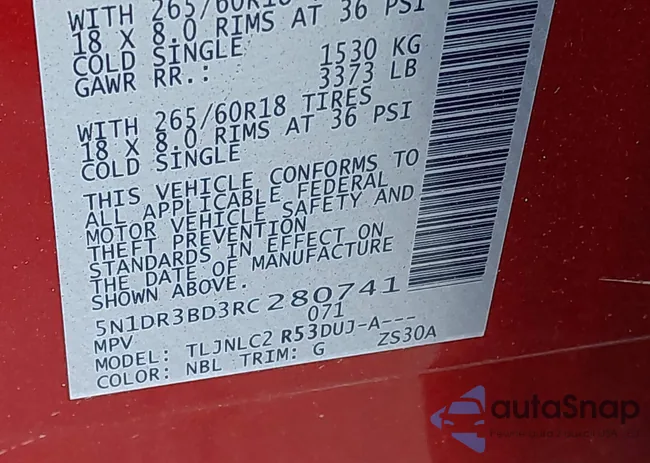 WITH 265/60R18
18 X 8.0 RIMS AT 36 PSI
COLD SINGLE
GAWR RR.: 1530 KG
3373 LB
WITH 265/60R18 TIRES
18 X 8.0 RIMS AT 36 PSI
COLD SINGLE
THIS VEHICLE CONFORMS TO
ALL APPLICABLE FEDERAL
MOTOR VEHICLE SAFETY AND
THEFT PREVENTION
STANDARDS IN EFFECT ON
THE DATE OF MANUFACTURE
SHOWN ABOVE.
5N1DR3BD3RC280741
MPV 071
MODEL: TLJNLC2 R53DUJ-A---
COLOR: NBL TRIM: G ZS30A
autoSnap